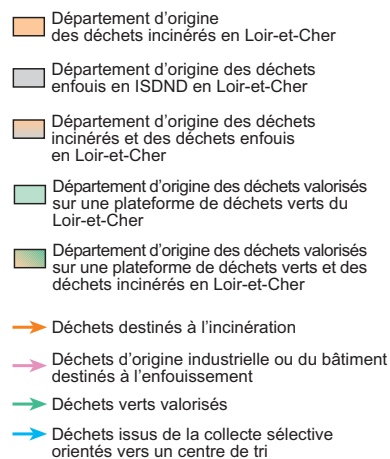 Département d'origine
des déchets incinérés en Loir-et-Cher
Département d'origine des déchets
enfouis en ISDND en Loir-et-Cher
Département d'origine des déchets
incinérés et des déchets enfouis
en Loir-et-Cher
Département d'origine des déchets valorisés
sur une plateforme de déchets verts du
Loir-et-Cher
Département d'origine des déchets valorisés
sur une plateforme de déchets verts et des
déchets incinérés en Loir-et-Cher
Déchets destinés à l'incinération
Déchets d'origine industrielle ou du bâtiment
destinés à l'enfouissement
Déchets verts valorisés
Déchets issus de la collecte sélective
orientés vers un centre de tri